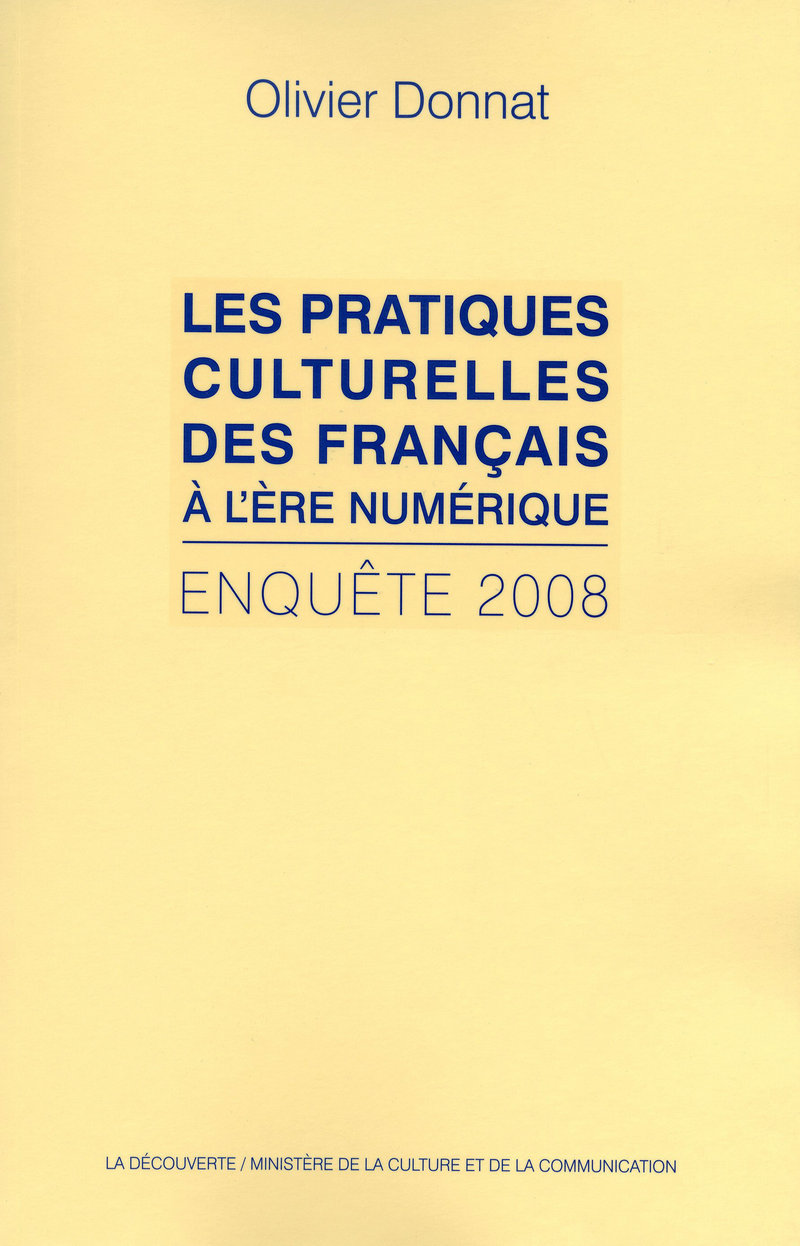 Olivier Donnat
LES PRATIQUES
CULTURELLES
DES FRANÇAIS
À L'ÈRE NUMÉRIQUE
ENQUÊTE 2008
LA DÉCOUVERTE / MINISTÈRE DE LA CULTURE ET DE LA COMMUNICATION